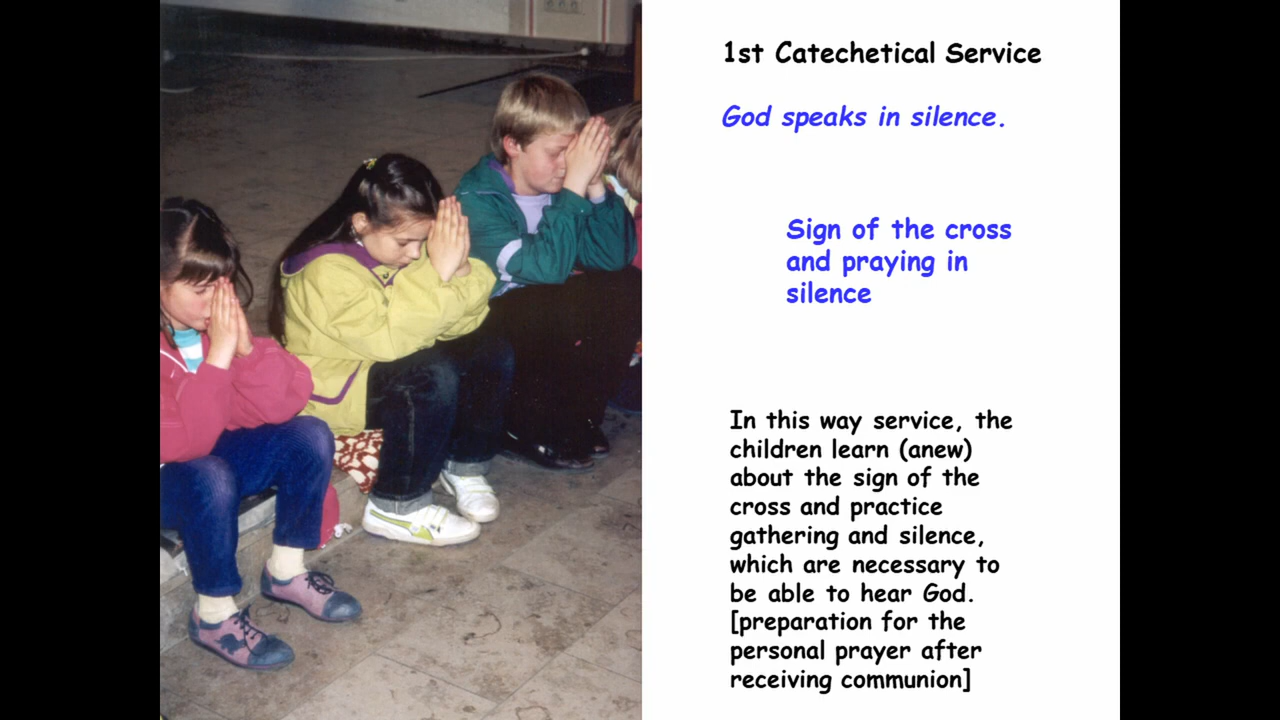 1st Catechetical Service
God speaks in silence.
Sign of the cross
and praying in
silence
In this way service, the
children learn (anew)
about the sign of the
cross and practice
gathering and silence,
which are necessary to
be able to hear God.
[preparation for the
personal prayer after
receiving communion]